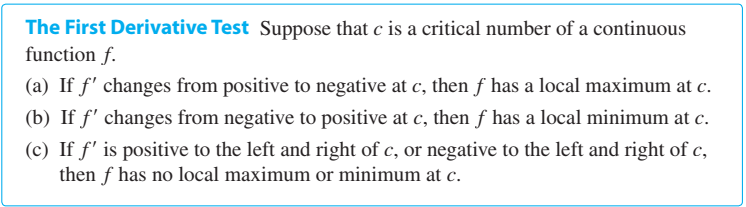 The First Derivative Test Suppose that c is a critical number of a continuous
function f.
(a) If f′ changes from positive to negative at c, then f has a local maximum at c.
(b) If f′ changes from negative to positive at c, then f has a local minimum at c.
(c) If f′ is positive to the left and right of c, or negative to the left and right of c,
then f has no local maximum or minimum at c.